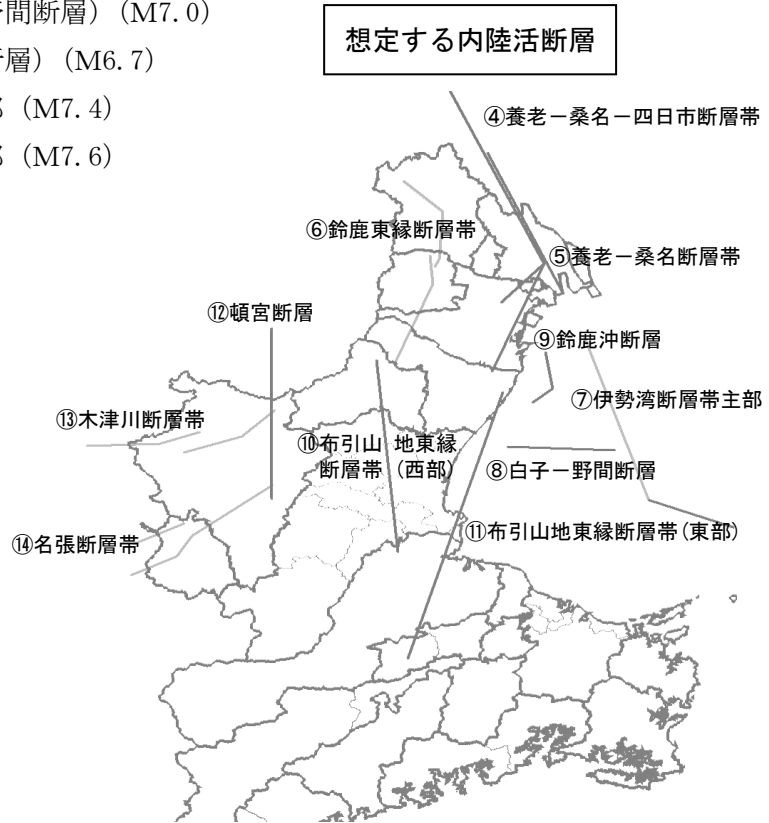 間断層）（M7.0）
層）（M6.7）
（M7.4）
（M7.6）
想定する内陸活断層
④養老－桑名－四日市断層帯
⑥鈴鹿東縁断層帯
⑤養老－桑名断層帯
⑫頓宮断層
⑨鈴鹿沖断層
⑦伊勢湾断層帯主部
⑬木津川断層帯
⑩布引山 地東縁
断層帯（西部）
⑧白子－野間断層
⑪布引山地東縁断層帯（東部）
⑭名張断層帯